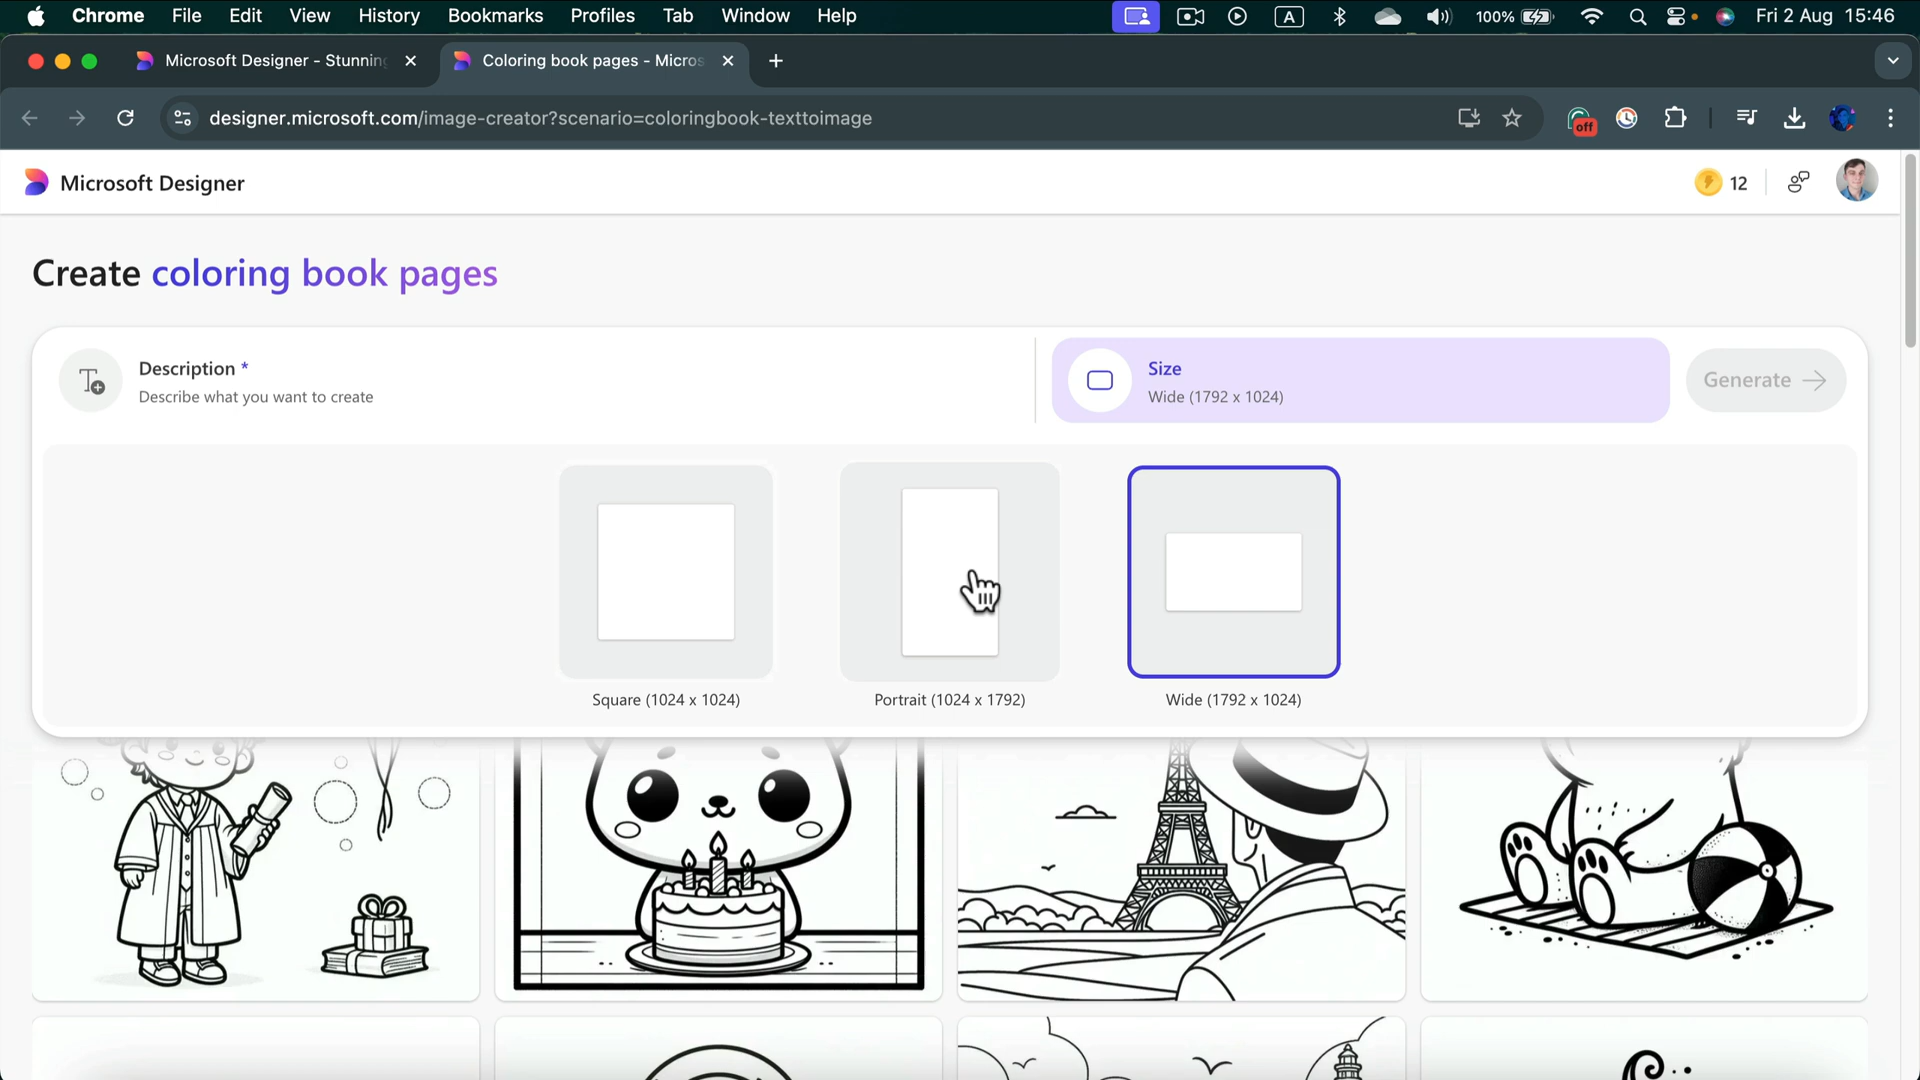 Chrome File Edit View History Bookmarks Profiles Tab Window Help A 100% Fri 2 Aug 15:46
Microsoft Designer - Stunning Coloring book pages - Micros
designer.microsoft.com/image-creator?scenario=coloringbook-texttoimage off
Microsoft Designer 12
Create coloring book pages
Description *
Describe what you want to create
Size
Wide (1792 x 1024)
Generate
Square (1024 x 1024) Portrait (1024 x 1792) Wide (1792 x 1024)